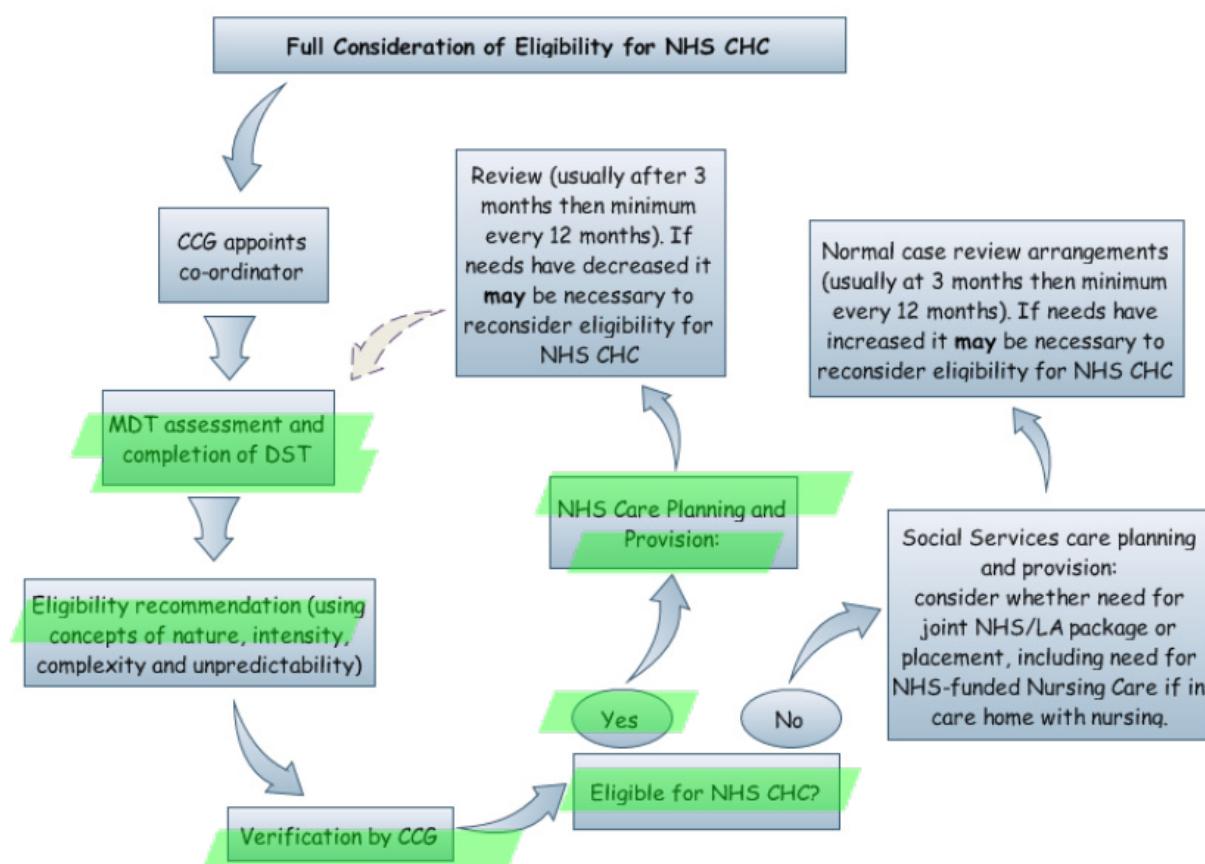 Full Consideration of Eligibility for NHS CHC
CCG appoints
co-ordinator
MDT assessment and
completion of DST
Eligibility recommendation (using
concepts of nature, intensity,
complexity and unpredictability)
Verification by CCG
Eligible for NHS CHC?
Yes
No
NHS Care Planning and
Provision:
Review (usually after 3
months then minimum
every 12 months). If
needs have decreased it
may be necessary to
reconsider eligibility for
NHS CHC
Social Services care planning
and provision:
consider whether need for
joint NHS/LA package or
placement, including need for
NHS-funded Nursing Care if in
care home with nursing.
Normal case review arrangements
(usually at 3 months then minimum
every 12 months). If needs have
increased it may be necessary to
reconsider eligibility for NHS CHC